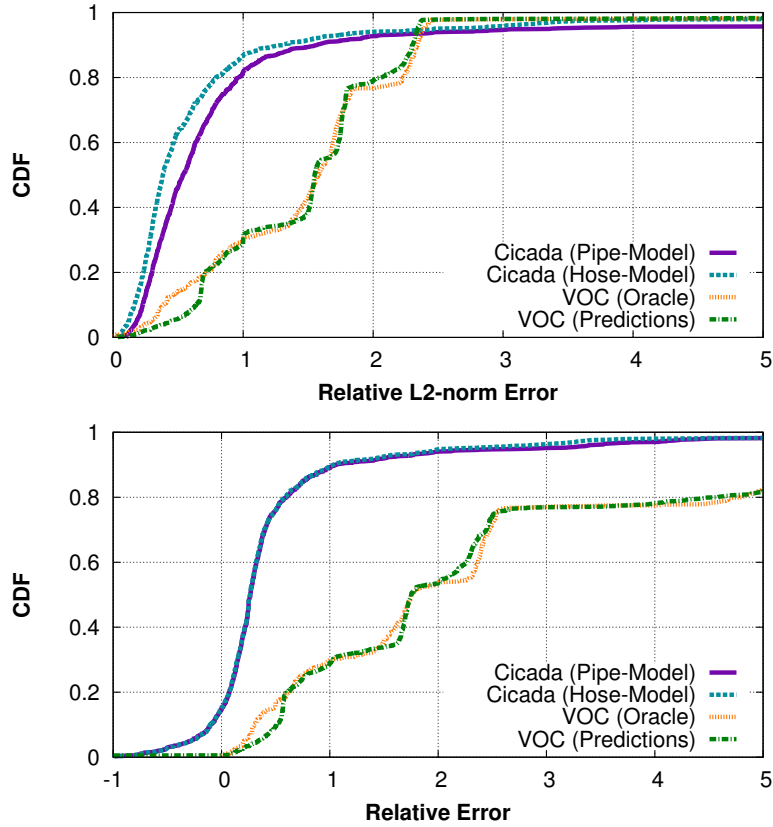 1
0.8
0.6
0.4
0.2
0
CDF
Cicada (Pipe-Model)
Cicada (Hose-Model)
VOC (Oracle)
VOC (Predictions)
0 1 2 3 4 5
Relative L2-norm Error
1
0.8
0.6
0.4
0.2
0
CDF
Cicada (Pipe-Model)
Cicada (Hose-Model)
VOC (Oracle)
VOC (Predictions)
-1 0 1 2 3 4 5
Relative Error